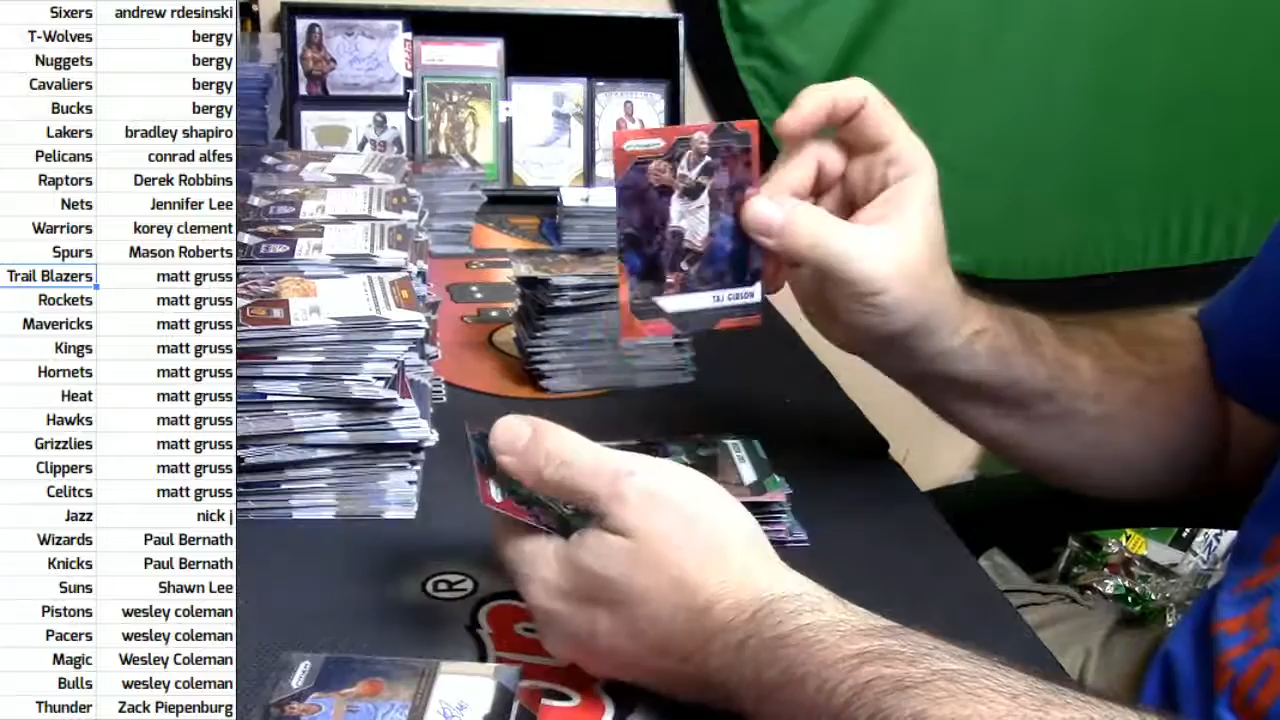 Sixers andrew rdesinski
T-Wolves bergy
Nuggets bergy
Cavaliers bergy
Bucks bergy
Lakers bradley shapiro
Pelicans conrad alfes
Raptors Derek Robbins
Nets Jennifer Lee
Warriors korey clement
Spurs Mason Roberts
Trail Blazers matt gruss
Rockets matt gruss
Mavericks matt gruss
Kings matt gruss
Hornets matt gruss
Heat matt gruss
Hawks matt gruss
Grizzlies matt gruss
Clippers matt gruss
Celitcs matt gruss
Jazz nick j
Wizards Paul Bernath
Knicks Paul Bernath
Suns Shawn Lee
Pistons wesley coleman
Pacers wesley coleman
Magic Wesley Coleman
Bulls wesley coleman
Thunder Zack Piepenburg
TAJ GIBSON
99
®